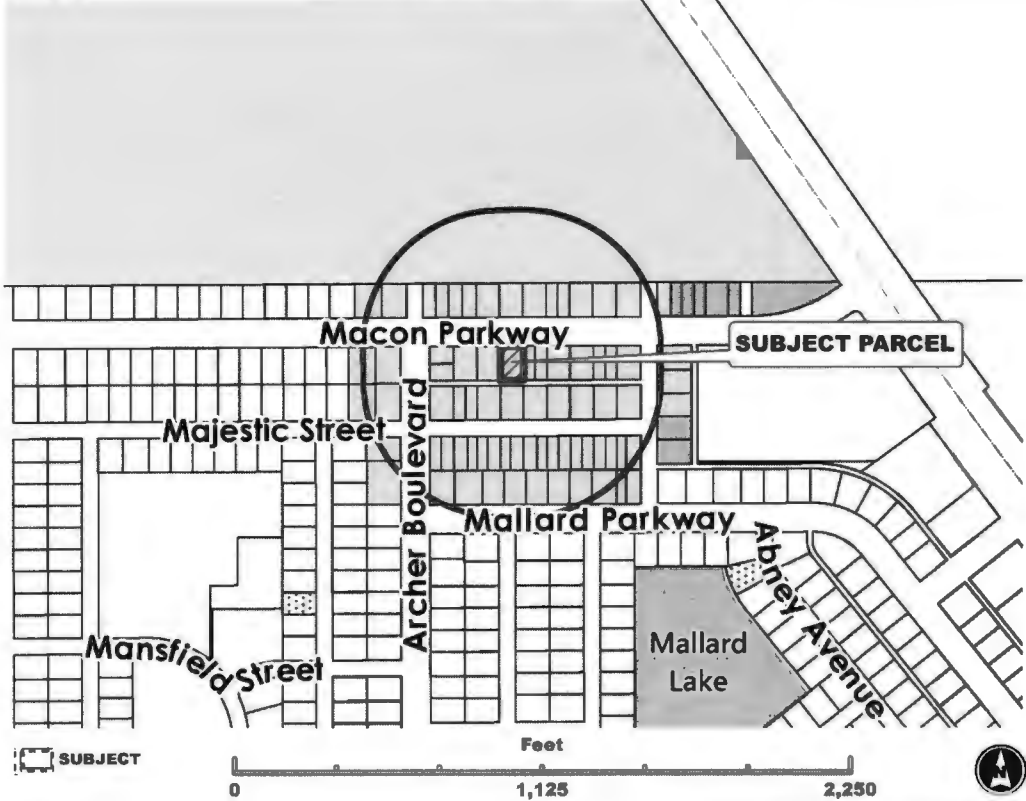 Macon Parkway
SUBJECT PARCEL
Majestic Street
Archer Boulevard
Mallard Parkway
Abney Avenue
Mallard
Lake
Mansfield Street
SUBJECT
Feet
0
1,125
2,250
N